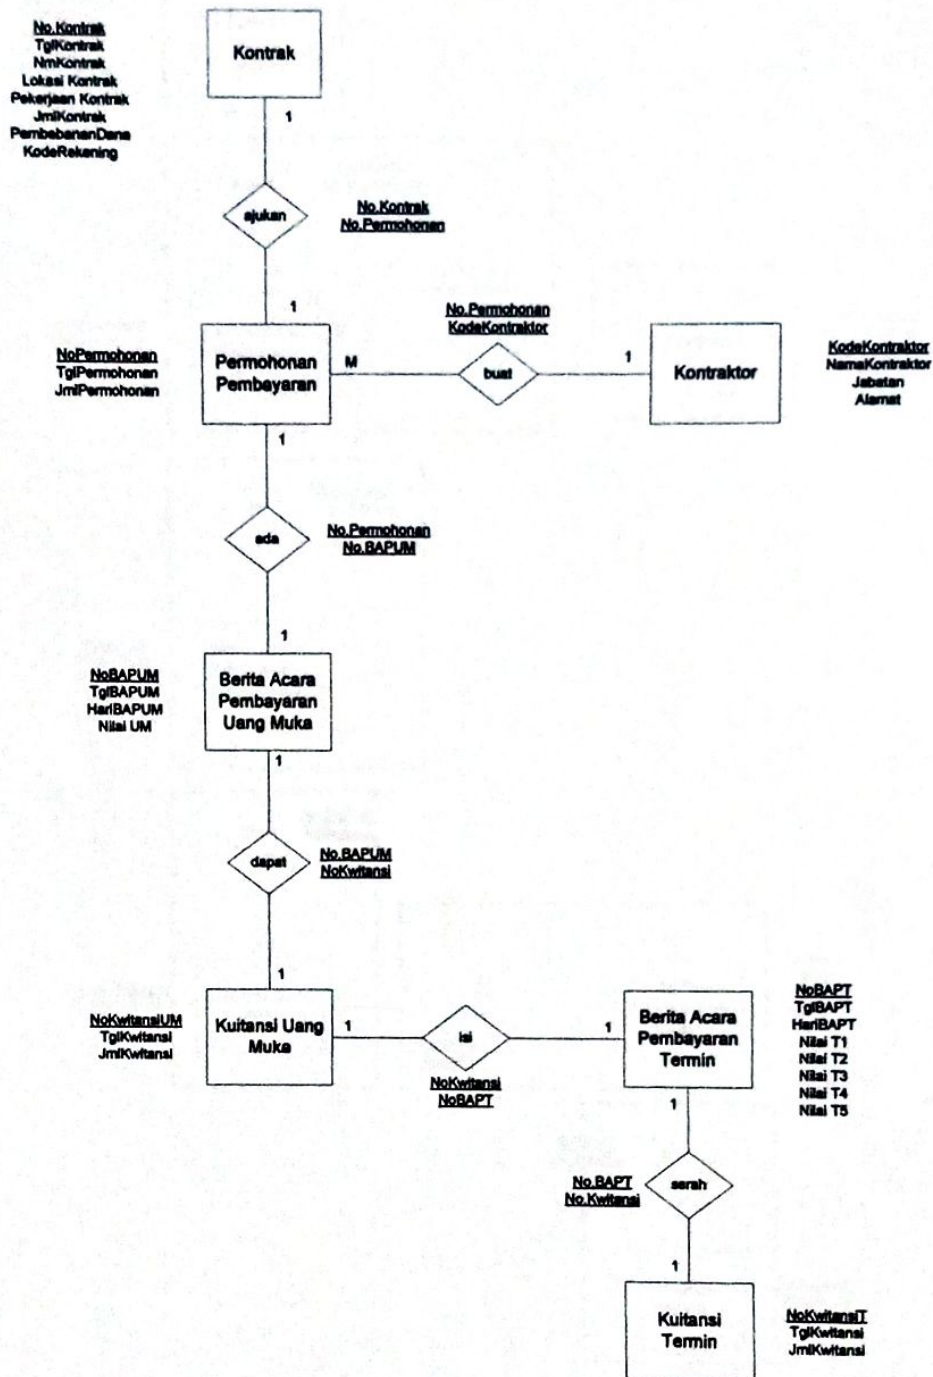 No.Kontrak
TglKontrak
NmKontrak
Lokasi Kontrak
Pekerjaan Kontrak
JmlKontrak
PembebananDana
KodeRekening
Kontrak
1
ajukan
No.Kontrak
No.Permohonan
1
NoPermohonan
TglPermohonan
JmlPermohonan
Permohonan
Pembayaran
M
No.Permohonan
KodeKontraktor
buat
1
Kontraktor
KodeKontraktor
NamaKontraktor
Jabatan
Alamat
1
ada
No.Permohonan
No.BAPUM
1
NoBAPUM
TglBAPUM
HariBAPUM
Nilai UM
Berita Acara
Pembayaran
Uang Muka
1
dapat
No.BAPUM
NoKwitansi
1
NoKwitansiUM
TglKwitansi
JmlKwitansi
Kuitansi Uang
Muka
1
isi
NoKwitansi
NoBAPT
1
Berita Acara
Pembayaran
Termin
NoBAPT
TglBAPT
HariBAPT
Nilai T1
Nilai T2
Nilai T3
Nilai T4
Nilai T5
1
No.BAPT
No.Kwitansi
serah
1
Kuitansi
Termin
NoKwitansiT
TglKwitansi
JmlKwitansi